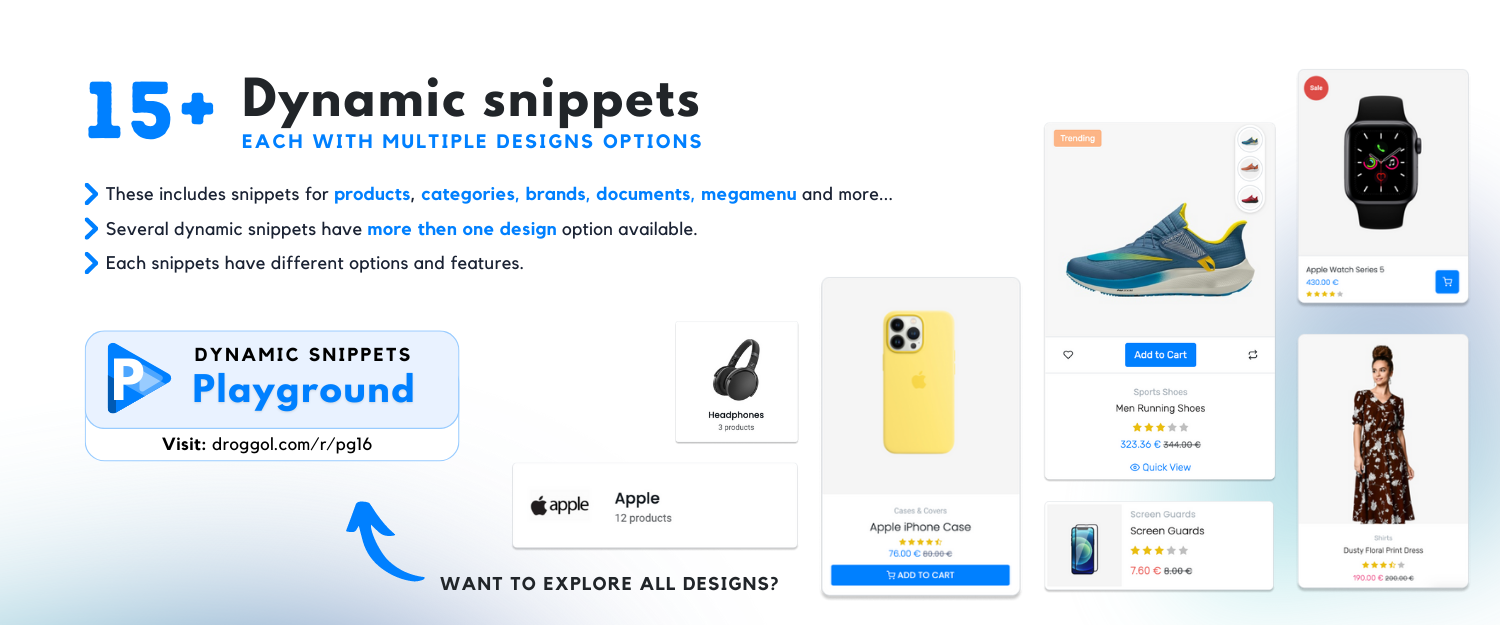 15+ Dynamic snippets
EACH WITH MULTIPLE DESIGNS OPTIONS
These includes snippets for products, categories, brands, documents, megamenu and more...
Several dynamic snippets have more then one design option available.
Each snippets have different options and features.
P
DYNAMIC SNIPPETS
Playground
Visit: droggol.com/r/pg16
WANT TO EXPLORE ALL DESIGNS?
Headphones
3 products
apple
Apple
12 products
Cases & Covers
Apple iPhone Case
76.00 € 80.00 €
ADD TO CART
Trending
Add to Cart
Sports Shoes
Men Running Shoes
323.36 € 344.00 €
Quick View
Screen Guards
Screen Guards
7.60 € 8.00 €
Sale
Apple Watch Series 5
430.00 €
Shirts
Dusty Floral Print Dress
190.00 € 200.00 €